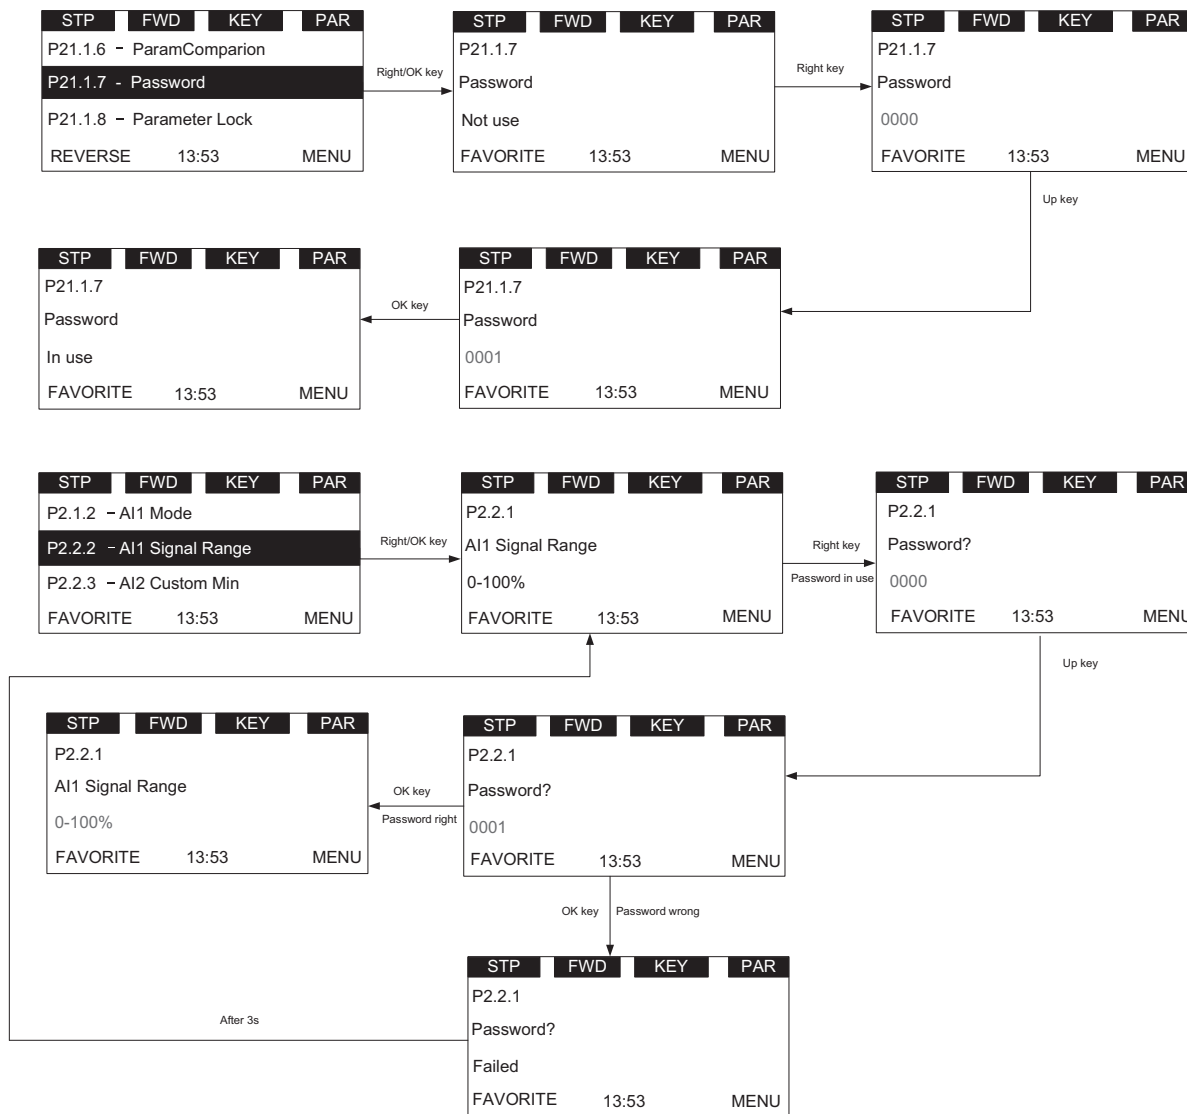 STP FWD KEY PAR
P21.1.6 – ParamComparion
P21.1.7 - Password
P21.1.8 – Parameter Lock
REVERSE 13:53 MENU
Right/OK key
STP FWD KEY PAR
P21.1.7
Password
Not use
FAVORITE 13:53 MENU
Right key
STP FWD KEY PAR
P21.1.7
Password
0000
FAVORITE 13:53 MENU
Up key
STP FWD KEY PAR
P21.1.7
Password
In use
FAVORITE 13:53 MENU
OK key
STP FWD KEY PAR
P21.1.7
Password
0001
FAVORITE 13:53 MENU
STP FWD KEY PAR
P2.1.2 – AI1 Mode
P2.2.2 – AI1 Signal Range
P2.2.3 – AI2 Custom Min
FAVORITE 13:53 MENU
Right/OK key
STP FWD KEY PAR
P2.2.1
AI1 Signal Range
0-100%
FAVORITE 13:53 MENU
Right key
Password in use
STP FWD KEY PAR
P2.2.1
Password?
0000
FAVORITE 13:53 MENU
Up key
STP FWD KEY PAR
P2.2.1
AI1 Signal Range
0-100%
FAVORITE 13:53 MENU
OK key
Password right
STP FWD KEY PAR
P2.2.1
Password?
0001
FAVORITE 13:53 MENU
OK key Password wrong
STP FWD KEY PAR
P2.2.1
Password?
Failed
FAVORITE 13:53 MENU
After 3s